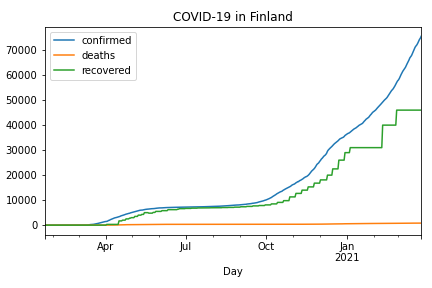 COVID-19 in Finland
confirmed
deaths
recovered
70000
60000
50000
40000
30000
20000
10000
0
Apr
Jul
Oct
Jan
2021
Day